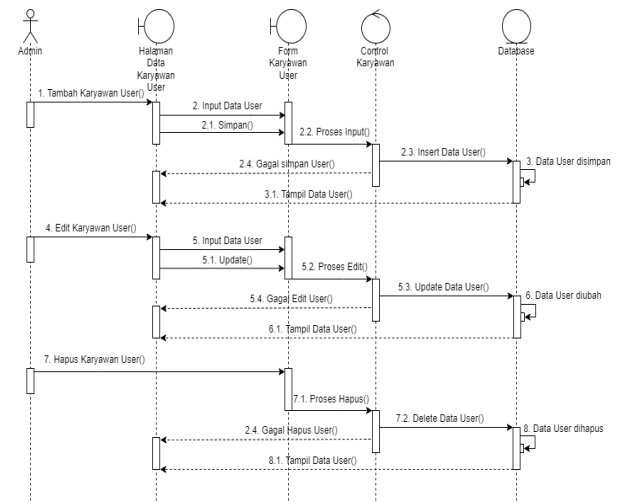 Admin
Halaman
Data
Karyawan
User
Form
Karyawan
User
Control
Karyawan
Database
1. Tambah Karyawan User()
2. Input Data User
2.1. Simpan()
2.2. Proses Input()
2.3. Insert Data User()
3. Data User disimpan
2.4. Gagal simpan User()
3.1. Tampil Data User()
4. Edit Karyawan User()
5. Input Data User
5.1. Update()
5.2. Proses Edit()
5.3. Update Data User()
6. Data User diubah
5.4. Gagal Edit User()
6.1. Tampil Data User()
7. Hapus Karyawan User()
7.1. Proses Hapus()
7.2. Delete Data User()
8. Data User dihapus
2.4. Gagal Hapus User()
8.1. Tampil Data User()